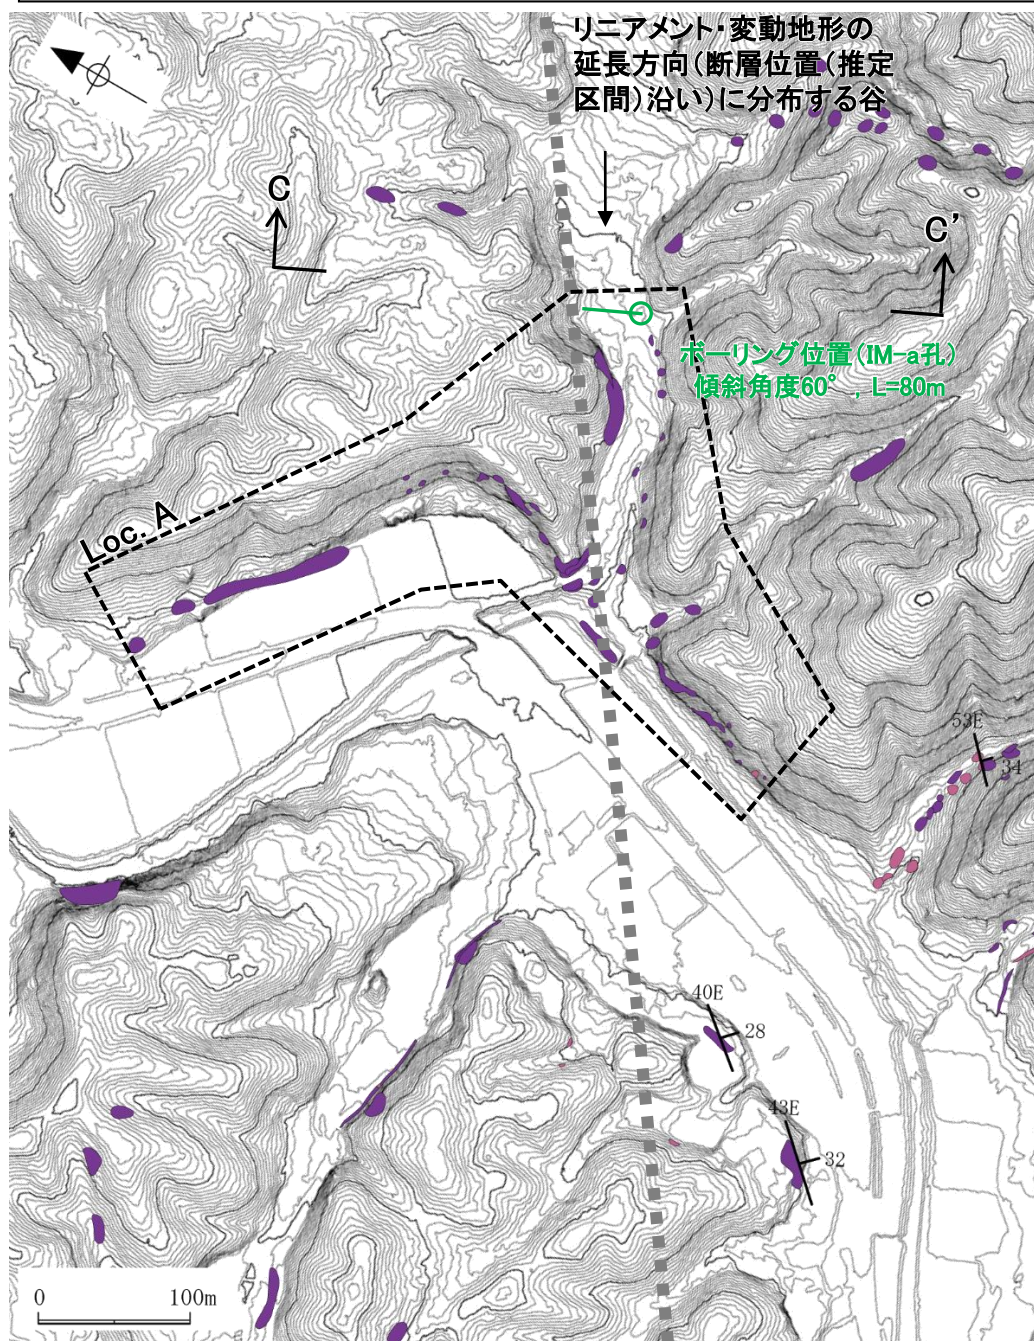 リニアメント・変動地形の
延長方向(断層位置(推定
区間)沿い)に分布する谷
C
C’
ボーリング位置(IM-a孔)
傾斜角度60°, L=80m
Loc. A
53E
34
40E
28
43E
32
0 100m